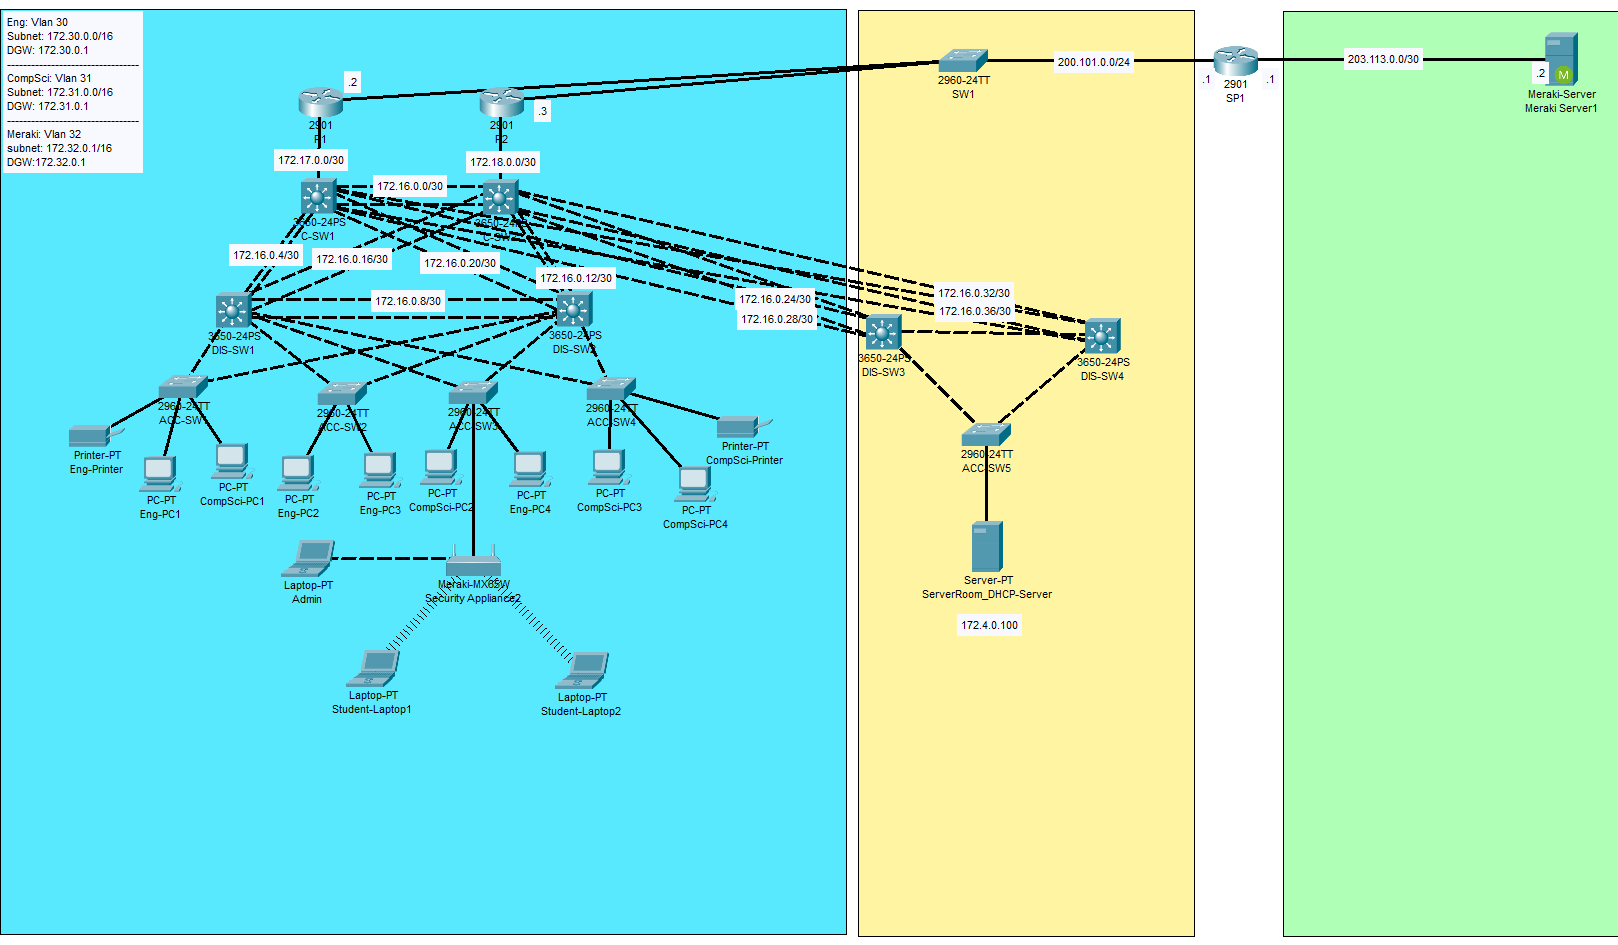 Eng: Vlan 30
Subnet: 172.30.0.0/16
DGW: 172.30.0.1
CompSci: Vlan 31
Subnet: 172.31.0.0/16
DGW: 172.31.0.1
Meraki: Vlan 32
subnet: 172.32.0.1/16
DGW:172.32.0.1
.2
2901
R1
.3
2901
R2
2960-24TT
SW1
200.101.0.0/24
.1
2901
SP1
.1
203.113.0.0/30
.2
M
Meraki-Server
Meraki Server1
172.17.0.0/30
172.18.0.0/30
172.16.0.0/30
3650-24PS
C-SW1
3650-24PS
C-SW2
172.16.0.4/30
172.16.0.16/30
172.16.0.20/30
172.16.0.12/30
172.16.0.8/30
172.16.0.24/30
172.16.0.28/30
172.16.0.32/30
172.16.0.36/30
3650-24PS
DIS-SW1
3650-24PS
DIS-SW2
3650-24PS
DIS-SW3
3650-24PS
DIS-SW4
2960-24TT
ACC-SW1
2960-24TT
ACC-SW2
2960-24TT
ACC-SW3
2960-24TT
ACC-SW4
2960-24TT
ACC-SW5
Printer-PT
Eng-Printer
PC-PT
Eng-PC1
PC-PT
CompSci-PC1
PC-PT
Eng-PC2
PC-PT
Eng-PC3
PC-PT
CompSci-PC2
PC-PT
Eng-PC4
PC-PT
CompSci-PC3
PC-PT
CompSci-PC4
Printer-PT
CompSci-Printer
Laptop-PT
Admin
Meraki-MX65W
Security Appliance2
Laptop-PT
Student-Laptop1
Laptop-PT
Student-Laptop2
Server-PT
ServerRoom_DHCP-Server
172.4.0.100